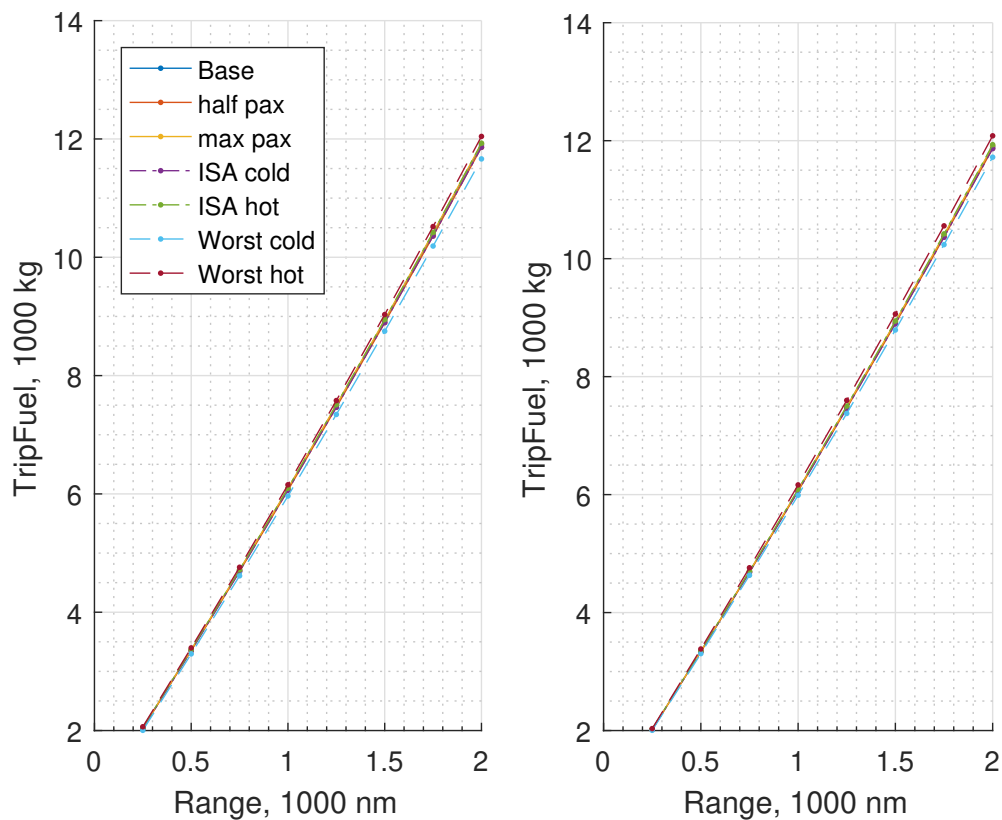 14
12
10
8
6
4
2
0
0.5
1
1.5
2
TripFuel, 1000 kg
Range, 1000 nm
Base
half pax
max pax
ISA cold
ISA hot
Worst cold
Worst hot
14
12
10
8
6
4
2
0
0.5
1
1.5
2
TripFuel, 1000 kg
Range, 1000 nm